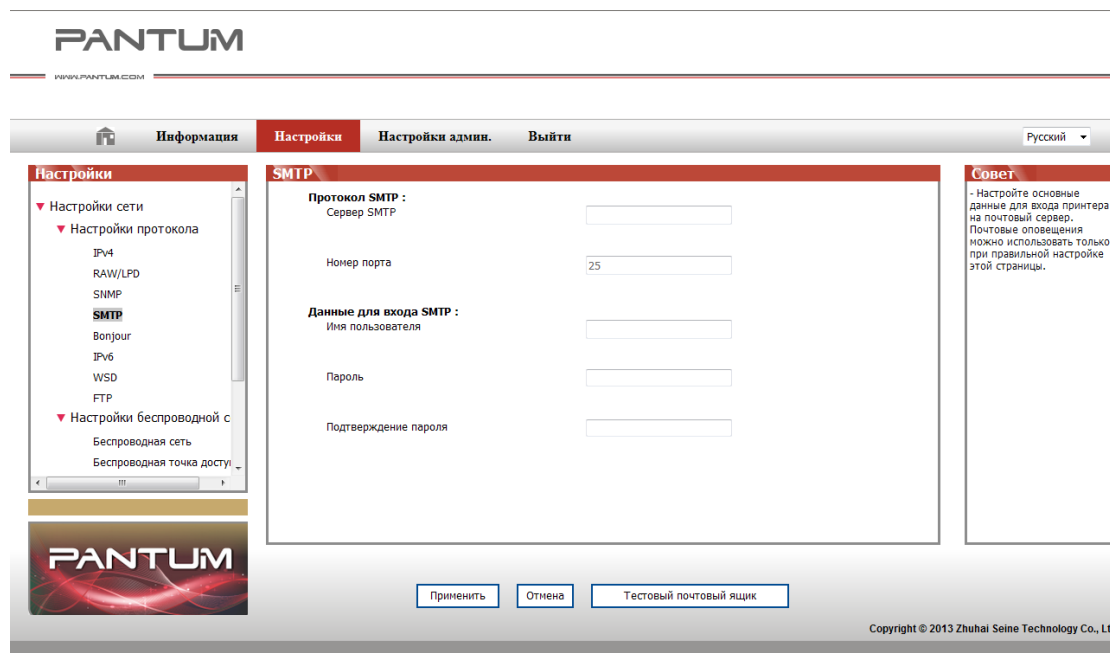 PANTUM
WWW.PANTUM.COM
Информация
Настройки
Настройки админ.
Выйти
Русский
Настройки
Настройки сети
Настройки протокола
IPv4
RAW/LPD
SNMP
SMTP
Bonjour
IPv6
WSD
FTP
Настройки беспроводной с
Беспроводная сеть
Беспроводная точка досту
SMTP
Протокол SMTP :
Сервер SMTP
Номер порта
25
Данные для входа SMTP :
Имя пользователя
Пароль
Подтверждение пароля
Совет
- Настройте основные
данные для входа принтера
на почтовый сервер.
Почтовые оповещения
можно использовать только
при правильной настройке
этой страницы.
PANTUM
Применить
Отмена
Тестовый почтовый ящик
Copyright © 2013 Zhuhai Seine Technology Co., Lt